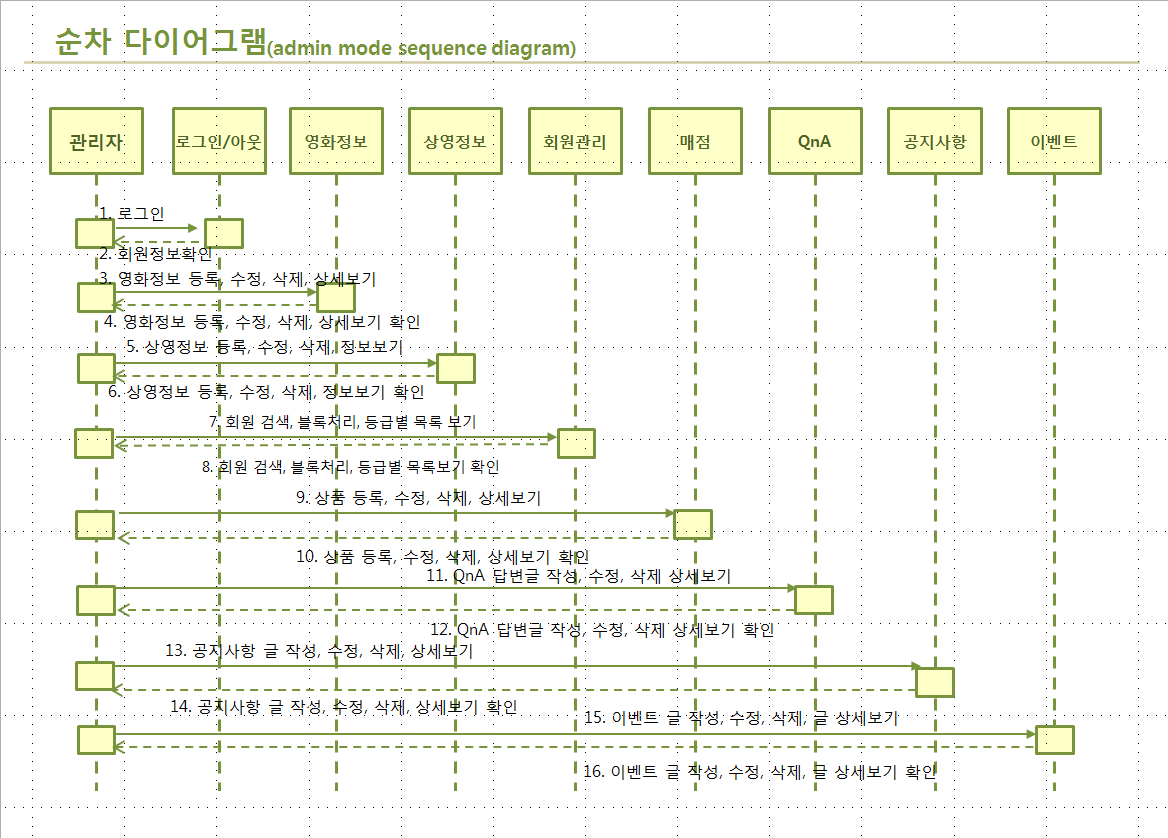 순차 다이어그램(admin mode sequence diagram)
관리자 로그인/아웃 영화정보 상영정보 회원관리 매점 QnA 공지사항 이벤트
1. 로그인
2. 회원정보확인
3. 영화정보 등록, 수정, 삭제, 상세보기
4. 영화정보 등록, 수정, 삭제, 상세보기 확인
5. 상영정보 등록, 수정, 삭제, 정보보기
6. 상영정보 등록, 수정, 삭제, 정보보기 확인
7. 회원 검색, 블록처리, 등급별 목록 보기
8. 회원 검색, 블록처리, 등급별 목록보기 확인
9. 상품 등록, 수정, 삭제, 상세보기
10. 상품 등록, 수정, 삭제, 상세보기 확인
11. QnA 답변글 작성, 수정, 삭제 상세보기
12. QnA 답변글 작성, 수정, 삭제 상세보기 확인
13. 공지사항 글 작성, 수정, 삭제, 상세보기
14. 공지사항 글 작성, 수정, 삭제, 상세보기 확인
15. 이벤트 글 작성, 수정, 삭제, 글 상세보기
16. 이벤트 글 작성, 수정, 삭제, 글 상세보기 확인